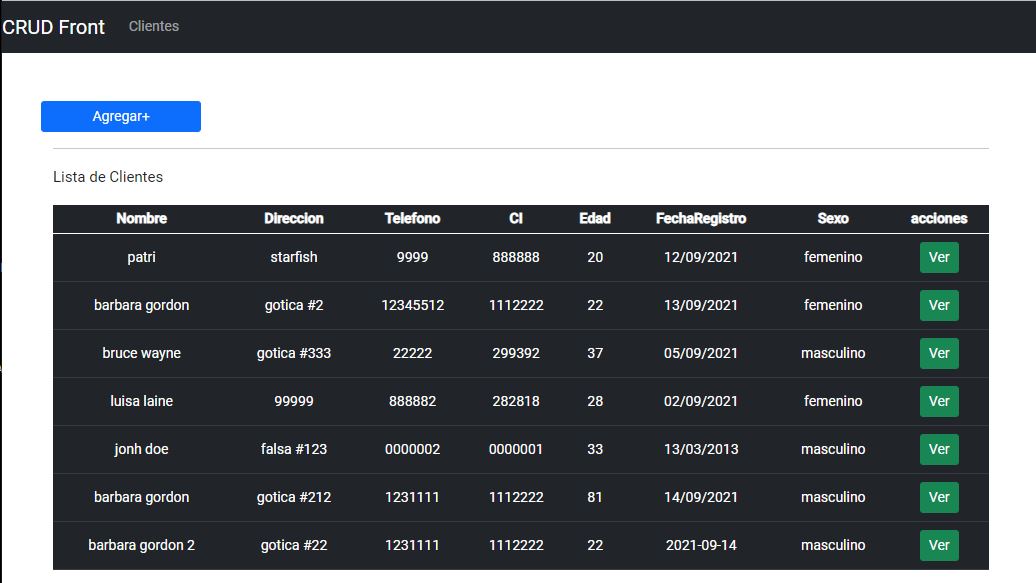 CRUD Front Clientes
Agregar+
Lista de Clientes
Nombre Direccion Telefono CI Edad FechaRegistro Sexo acciones
patri starfish 9999 888888 20 12/09/2021 femenino Ver
barbara gordon gotica #2 12345512 1112222 22 13/09/2021 femenino Ver
bruce wayne gotica #333 22222 299392 37 05/09/2021 masculino Ver
luisa laine 99999 888882 282818 28 02/09/2021 femenino Ver
jonh doe falsa #123 0000002 0000001 33 13/03/2013 masculino Ver
barbara gordon gotica #212 1231111 1112222 81 14/09/2021 masculino Ver
barbara gordon 2 gotica #22 1231111 1112222 22 2021-09-14 masculino Ver